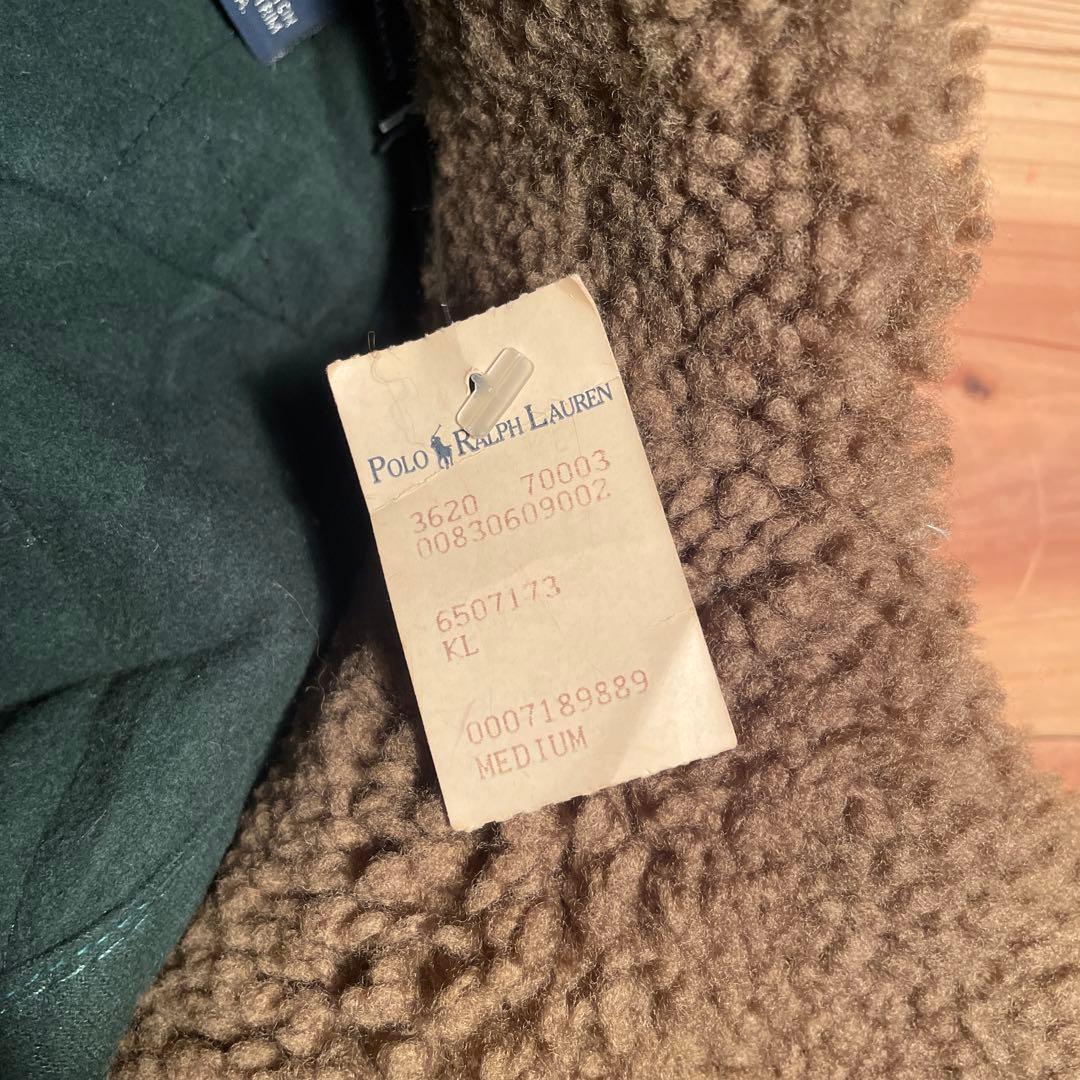 POLO RALPH LAUREN
3620 70003
00830609002
6507173
KL
0007189889
MEDIUM